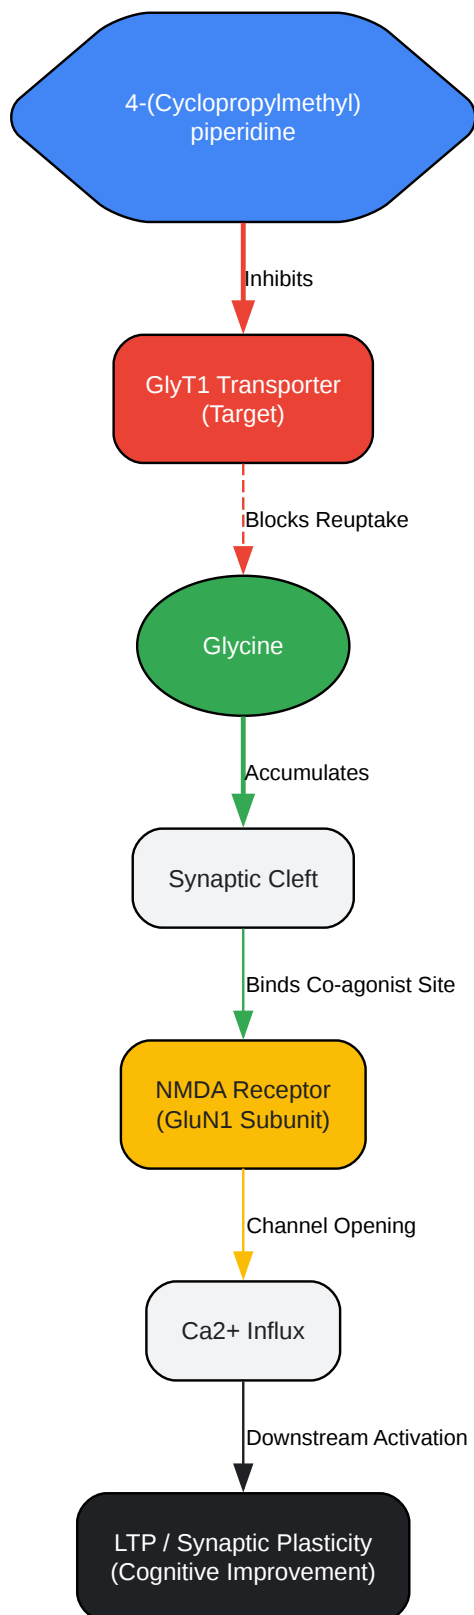 4-(Cyclopropylmethyl)
piperidine
Inhibits
GlyT1 Transporter
(Target)
Blocks Reuptake
Glycine
Accumulates
Synaptic Cleft
Binds Co-agonist Site
NMDA Receptor
(GluN1 Subunit)
Channel Opening
Ca2+ Influx
Downstream Activation
LTP / Synaptic Plasticity
(Cognitive Improvement)